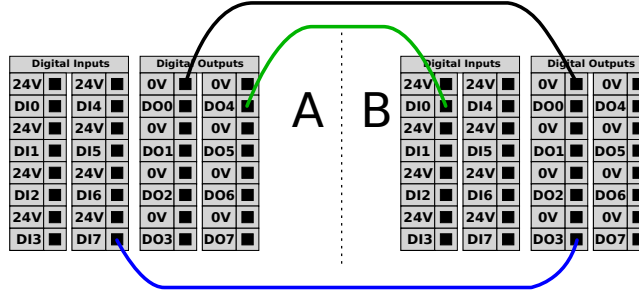 Digital Inputs Digital Outputs A B Digital Inputs Digital Outputs
24V 24V 0V 0V 24V 24V 0V 0V
DI0 DI4 DO0 DO4 DI0 DI4 DO0 DO4
24V 24V 0V 0V 24V 24V 0V 0V
DI1 DI5 DO1 DO5 DI1 DI5 DO1 DO5
24V 24V 0V 0V 24V 24V 0V 0V
DI2 DI6 DO2 DO6 DI2 DI6 DO2 DO6
24V 24V 0V 0V 24V 24V 0V 0V
DI3 DI7 DO3 DO7 DI3 DI7 DO3 DO7